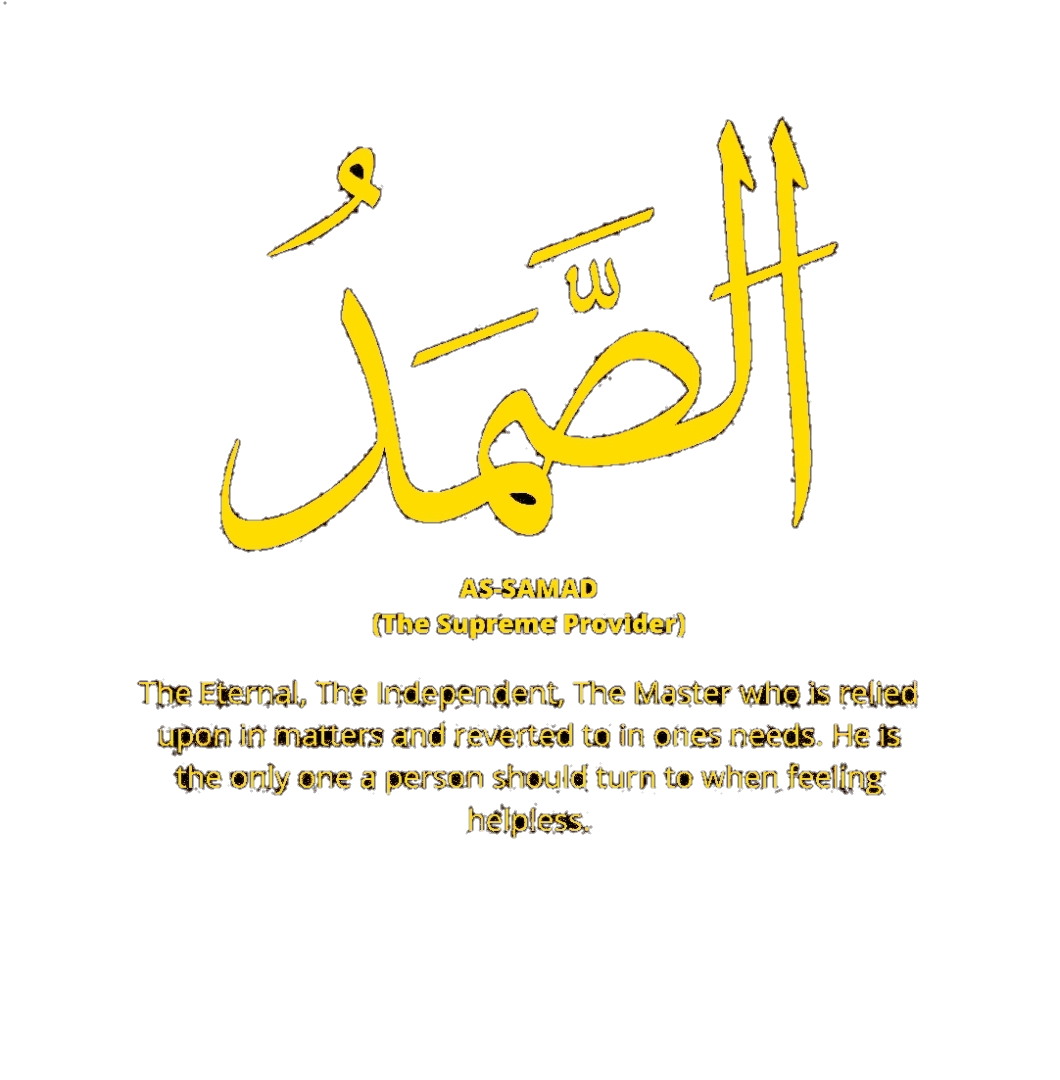 الصَّمَدُ
AS-SAMAD
(The Supreme Provider)
The Eternal, The Independent, The Master who is relied
upon in matters and reverted to in ones needs. He is
the only one a person should turn to when feeling
helpless.